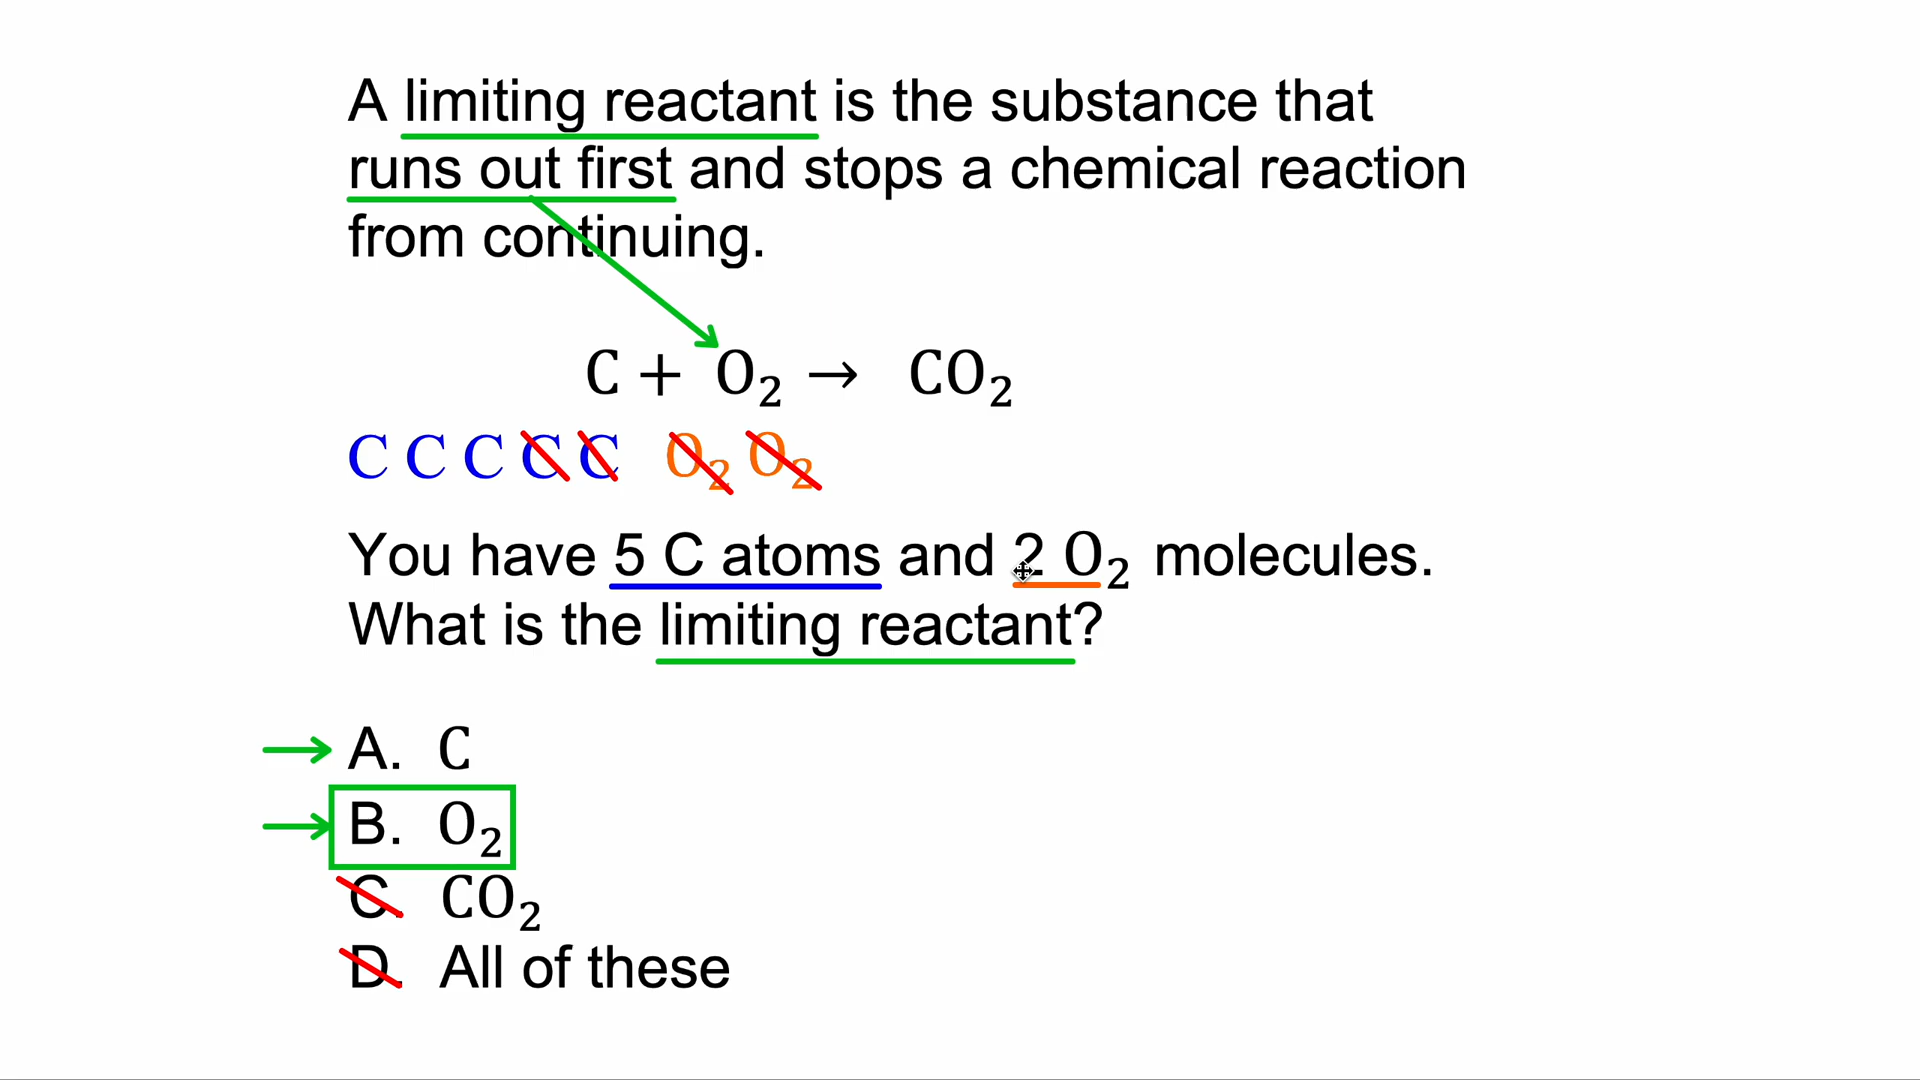 A limiting reactant is the substance that
runs out first and stops a chemical reaction
from continuing.
C + O₂ → CO₂
C C C C C O₂ O₂
You have 5 C atoms and 2 O₂ molecules.
What is the limiting reactant?
A. C
B. O₂
C. CO₂
D. All of these